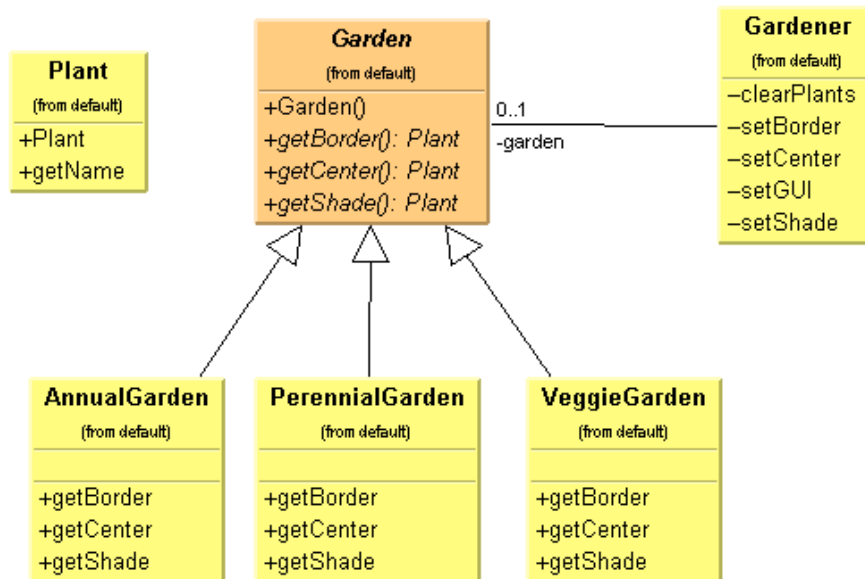 Plant
(from default)
+Plant
+getName
Garden
(from default)
+Garden()
+getBorder(): Plant
+getCenter(): Plant
+getShade(): Plant
0..1
-garden
Gardener
(from default)
–clearPlants
–setBorder
–setCenter
–setGUI
–setShade
AnnualGarden
(from default)
+getBorder
+getCenter
+getShade
PerennialGarden
(from default)
+getBorder
+getCenter
+getShade
VeggieGarden
(from default)
+getBorder
+getCenter
+getShade